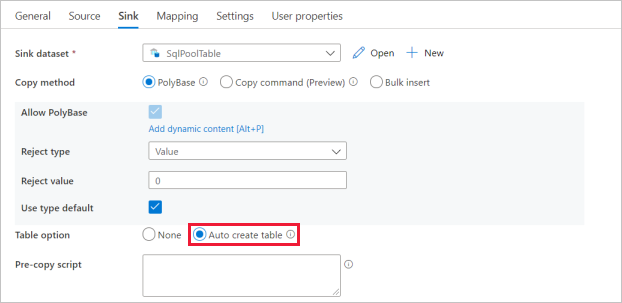 General Source Sink Mapping Settings User properties
Sink dataset * SqlPoolTable Open New
Copy method PolyBase Copy command (Preview) Bulk insert
Allow PolyBase
Add dynamic content [Alt+P]
Reject type Value
Reject value 0
Use type default
Table option None Auto create table
Pre-copy script